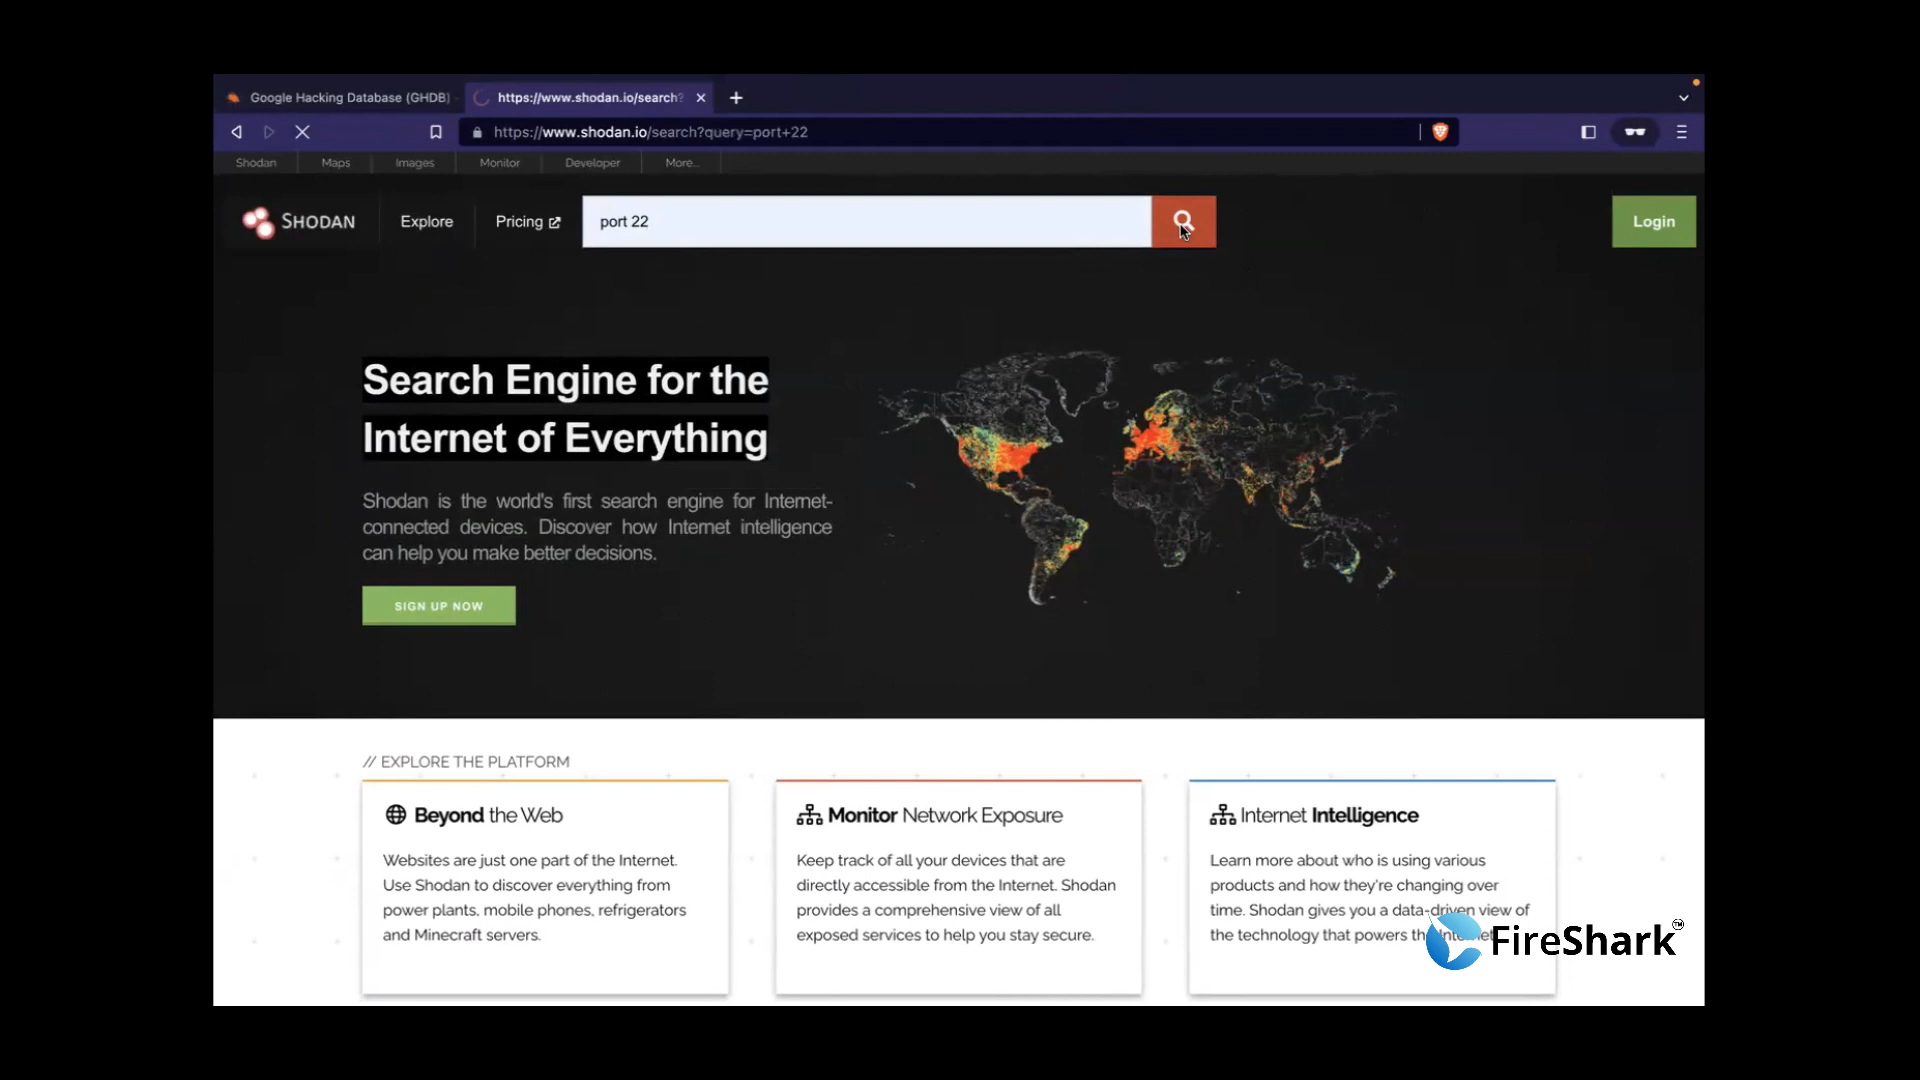 Google Hacking Database (GHDB)
https://www.shodan.io/search?
https://www.shodan.io/search?query=port+22
Shodan
Maps
Images
Monitor
Developer
More...
SHODAN
Explore
Pricing
port 22
Login
Search Engine for the
Internet of Everything
Shodan is the world's first search engine for Internet-
connected devices. Discover how Internet intelligence
can help you make better decisions.
SIGN UP NOW
// EXPLORE THE PLATFORM
Beyond the Web
Websites are just one part of the Internet.
Use Shodan to discover everything from
power plants, mobile phones, refrigerators
and Minecraft servers.
Monitor Network Exposure
Keep track of all your devices that are
directly accessible from the Internet. Shodan
provides a comprehensive view of all
exposed services to help you stay secure.
Internet Intelligence
Learn more about who is using various
products and how they're changing over
time. Shodan gives you a data-driven view of
the technology that powers the Internet.
FireShark™